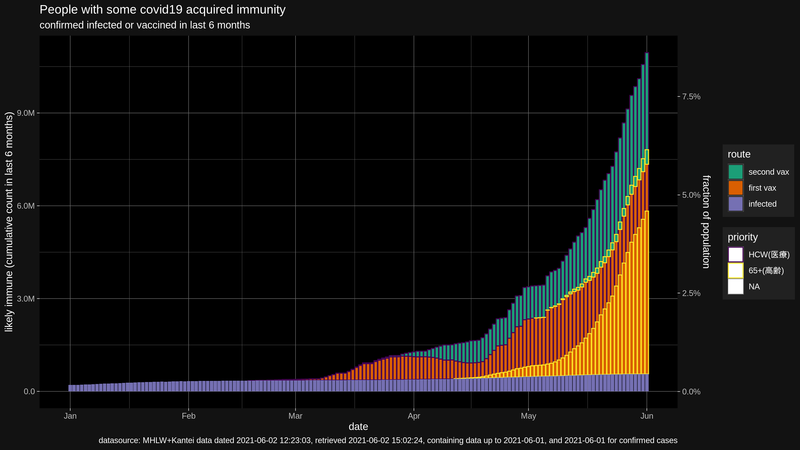 People with some covid19 acquired immunity
confirmed infected or vaccined in last 6 months
likely immune (cumulative count in last 6 months)
9.0M
6.0M
3.0M
0.0
7.5%
5.0%
2.5%
0.0%
fraction of population
Jan Feb Mar Apr May Jun
date
route
second vax
first vax
infected
priority
HCW(医療)
65+(高齢)
NA
datasource: MHLW+Kantei data dated 2021-06-02 12:23:03, retrieved 2021-06-02 15:02:24, containing data up to 2021-06-01, and 2021-06-01 for confirmed cases